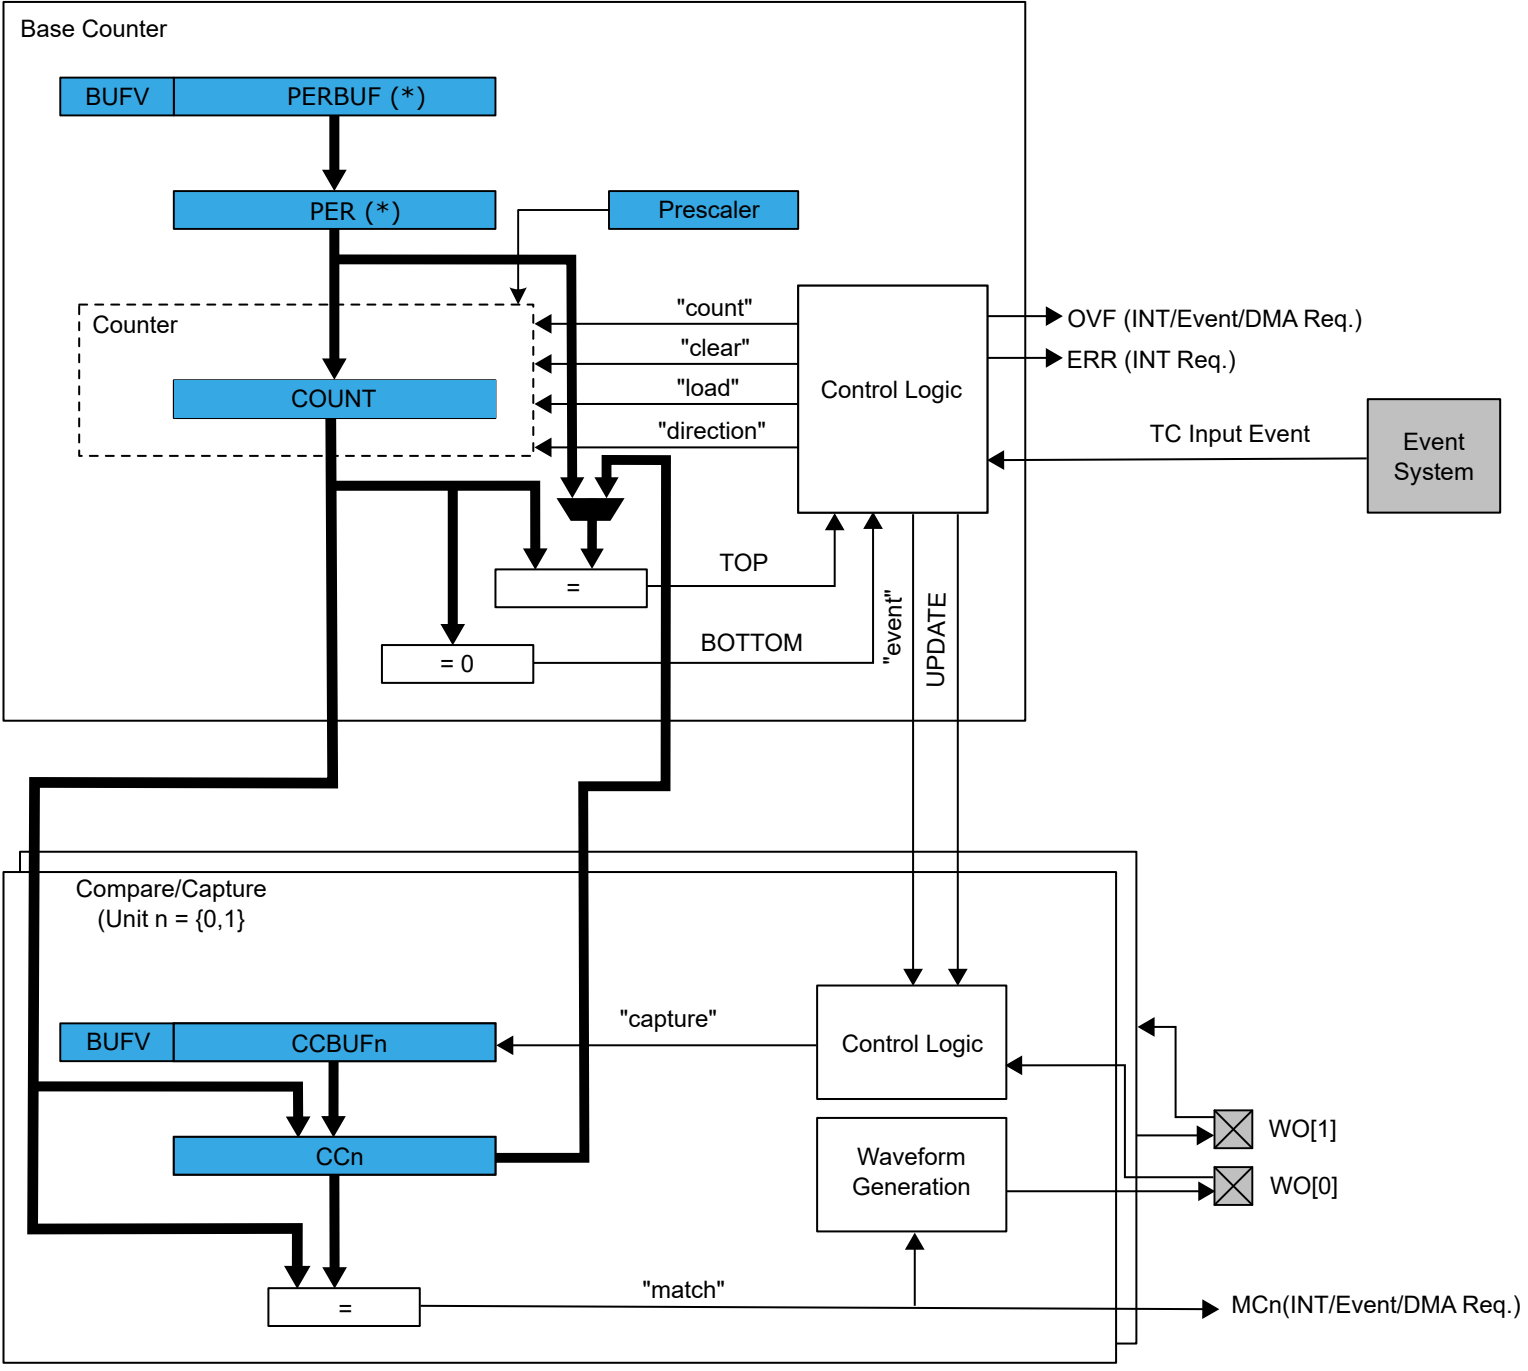 Base Counter
BUFV
PERBUF (*)
PER (*)
Prescaler
Counter
COUNT
"count"
"clear"
"load"
"direction"
Control Logic
OVF (INT/Event/DMA Req.)
ERR (INT Req.)
TC Input Event
Event
System
=
TOP
= 0
BOTTOM
"event"
UPDATE
Compare/Capture
(Unit n = {0,1}
BUFV
CCBUFn
"capture"
Control Logic
CCn
Waveform
Generation
WO[1]
WO[0]
=
"match"
MCn(INT/Event/DMA Req.)